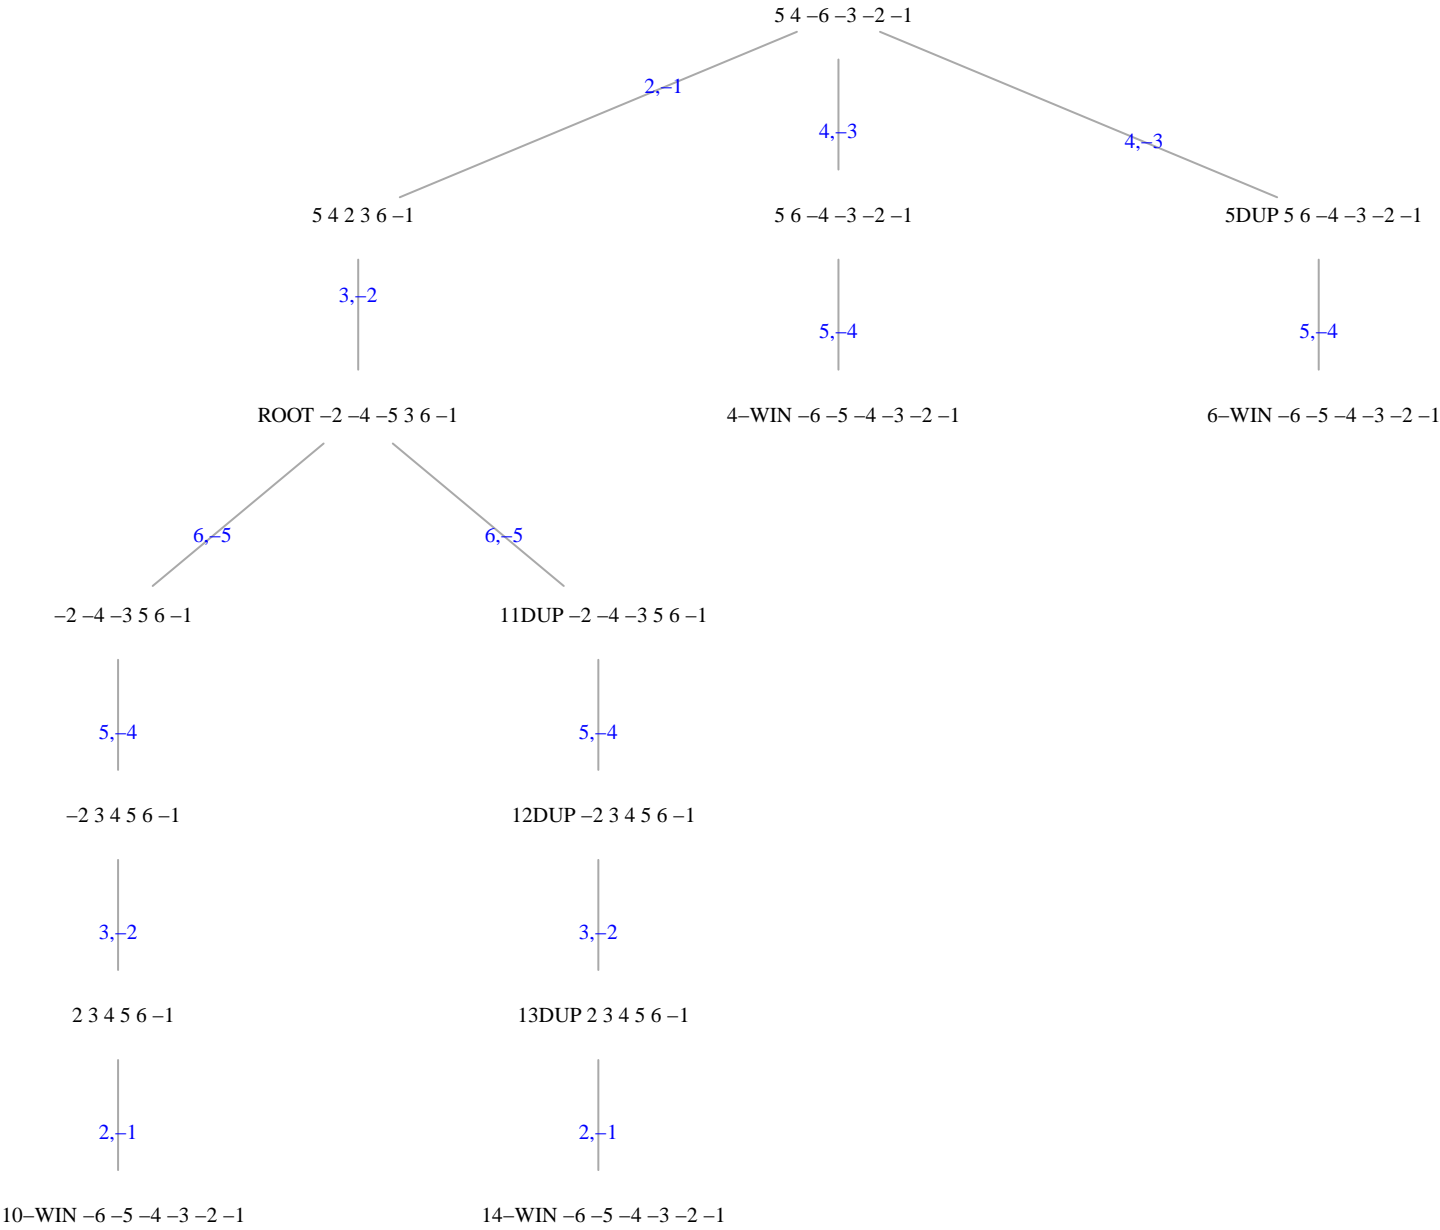 5 4 –6 –3 –2 –1
2,–1
4,–3
4,–3
5 4 2 3 6 –1
5 6 –4 –3 –2 –1
5DUP 5 6 –4 –3 –2 –1
3,–2
5,–4
5,–4
ROOT –2 –4 –5 3 6 –1
4–WIN –6 –5 –4 –3 –2 –1
6–WIN –6 –5 –4 –3 –2 –1
6,–5
6,–5
–2 –4 –3 5 6 –1
11DUP –2 –4 –3 5 6 –1
5,–4
5,–4
–2 3 4 5 6 –1
12DUP –2 3 4 5 6 –1
3,–2
3,–2
2 3 4 5 6 –1
13DUP 2 3 4 5 6 –1
2,–1
2,–1
10–WIN –6 –5 –4 –3 –2 –1
14–WIN –6 –5 –4 –3 –2 –1